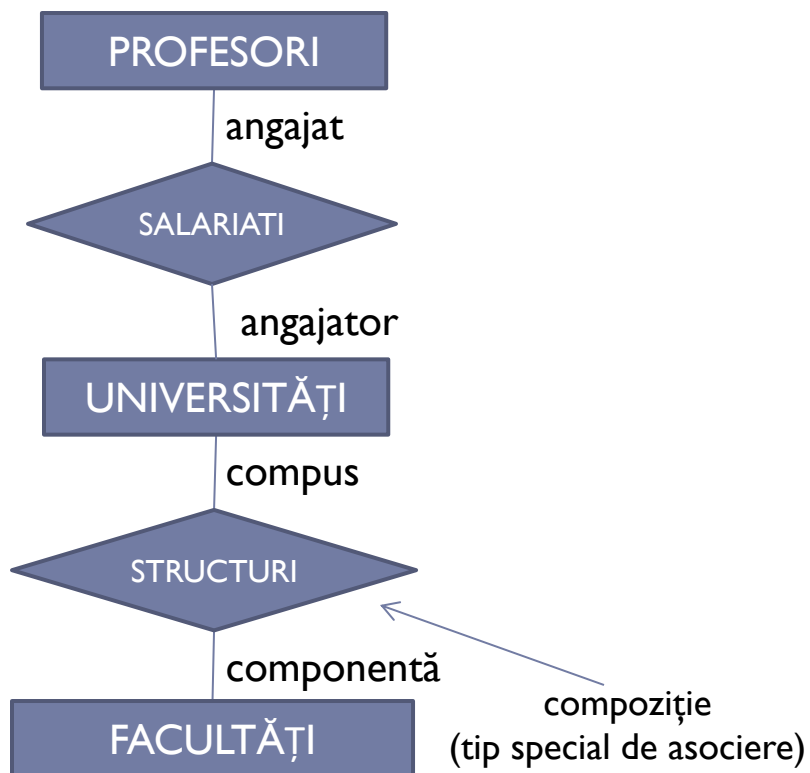 PROFESORI
angajat
SALARIATI
angajator
UNIVERSITĂȚI
compus
STRUCTURI
componentă
compoziție
(tip special de asociere)
FACULTĂȚI